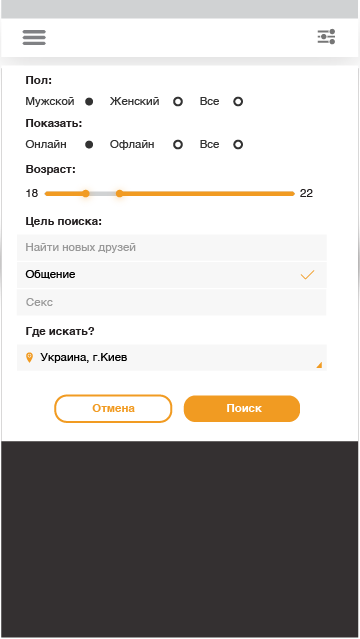 Пол:
Мужской Женский Все
Показать:
Онлайн Офлайн Все
Возраст:
18 22
Цель поиска:
Найти новых друзей
Общение
Секс
Где искать?
Украина, г.Киев
Отмена Поиск